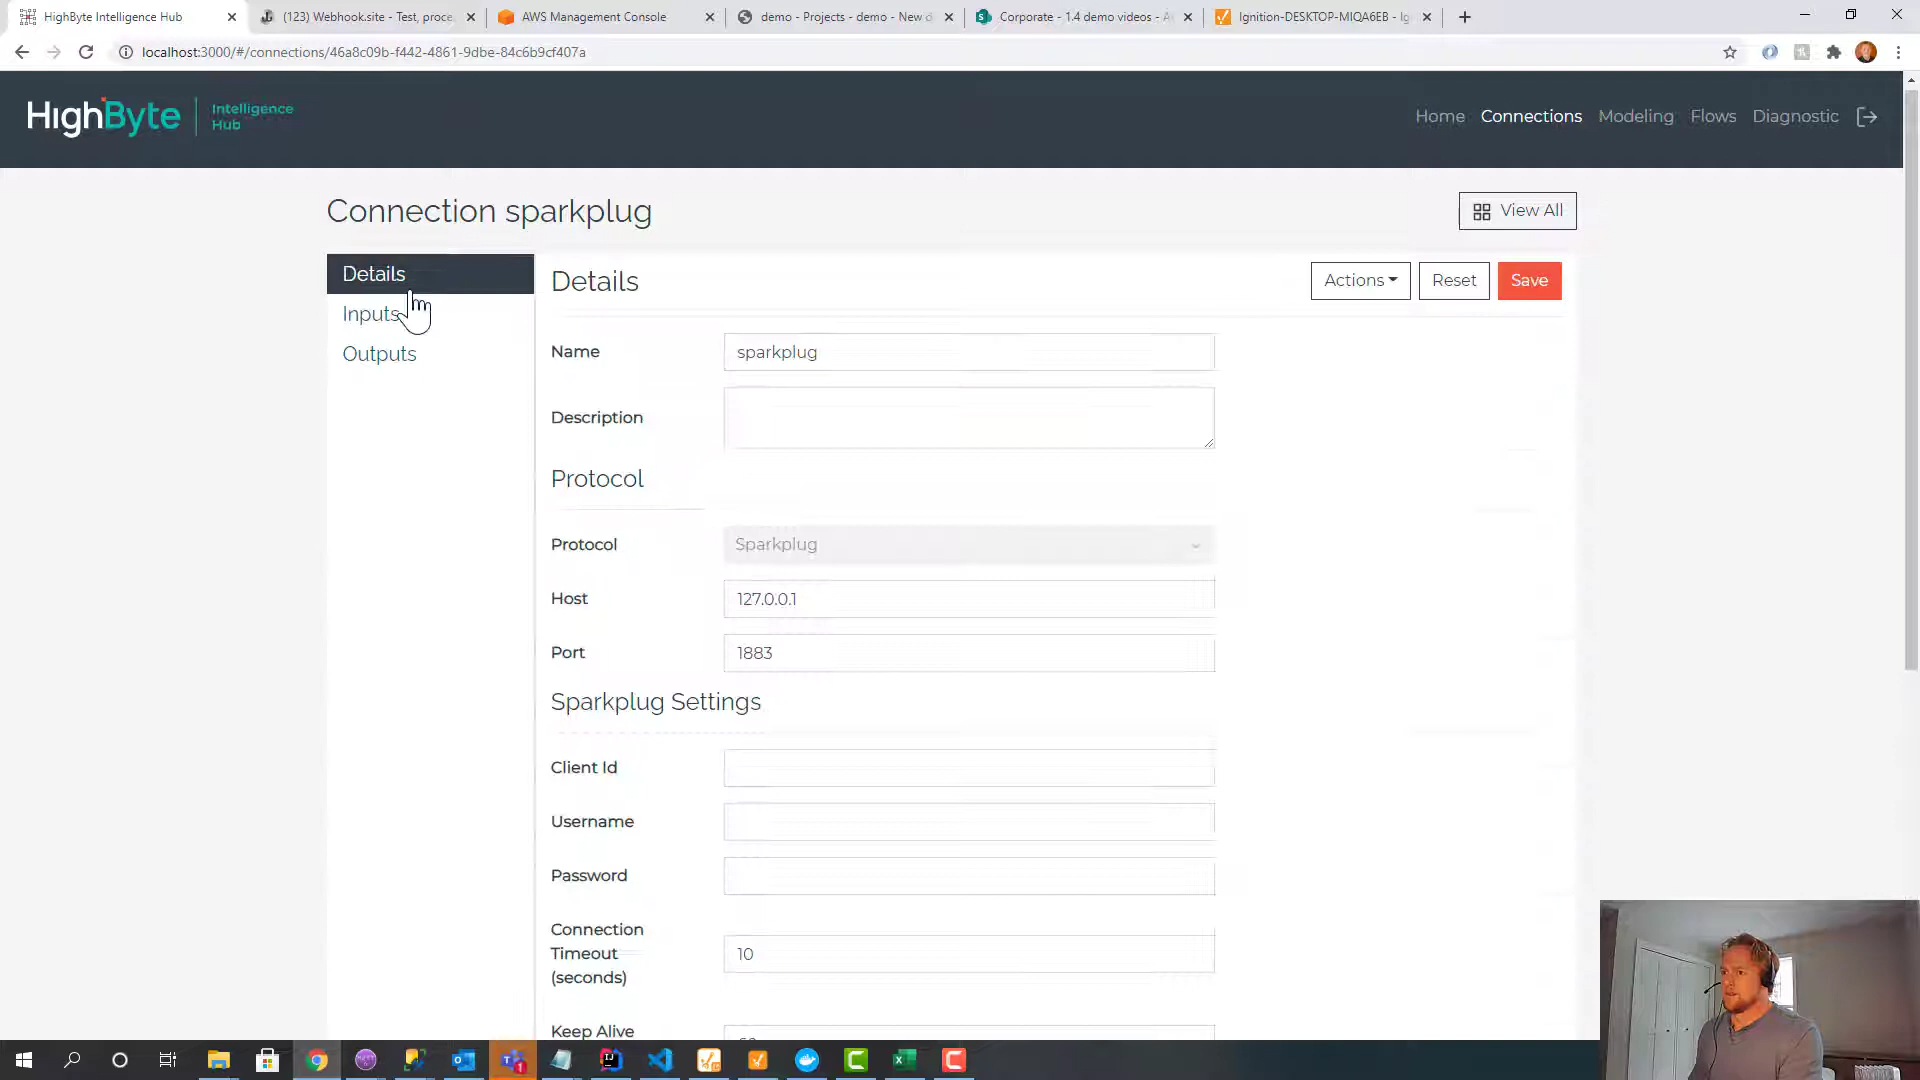 HighByte Intelligence Hub
(123) Webhook.site - Test, proce
AWS Management Console
demo - Projects - demo - New d
Corporate - 1.4 demo videos - A
Ignition-DESKTOP-MIQA6EB - Ig
localhost:3000/#/connections/46a8c09b-f442-4861-9dbe-84c6b9cf407a
HighByte
Intelligence
Hub
Home
Connections
Modeling
Flows
Diagnostic
Connection sparkplug
View All
Details
Inputs
Outputs
Details
Actions
Reset
Save
Name
sparkplug
Description
Protocol
Protocol
Sparkplug
Host
127.0.0.1
Port
1883
Sparkplug Settings
Client Id
Username
Password
Connection
Timeout
(seconds)
10
Keep Alive